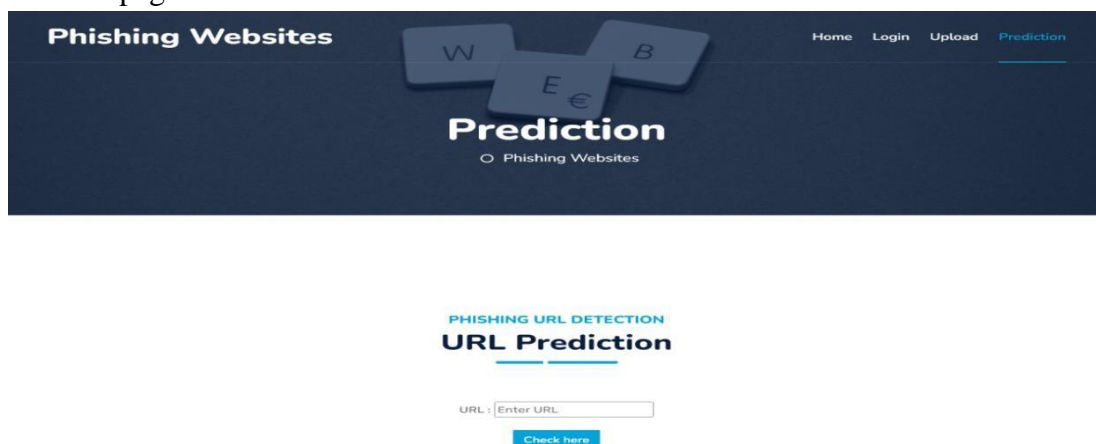 Phishing Websites
Home Login Upload Prediction
W
B
E €
Prediction
Phishing Websites
PHISHING URL DETECTION
URL Prediction
URL : Enter URL
Check here